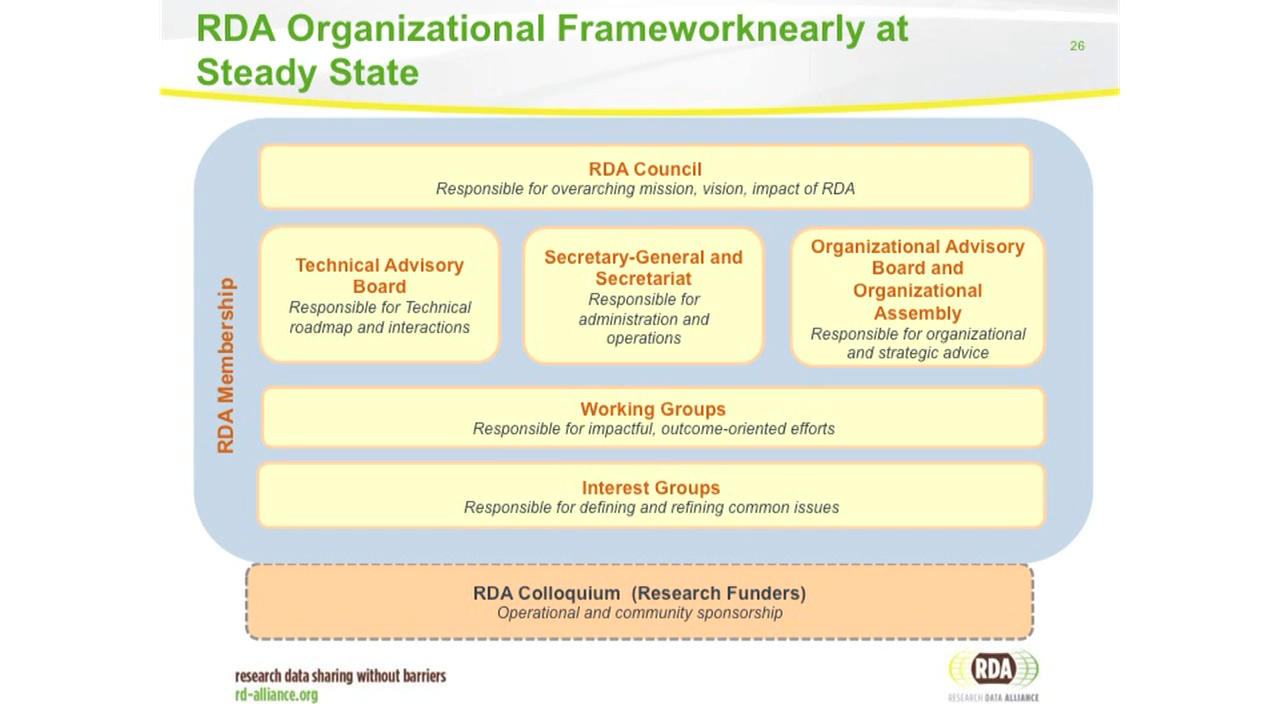 RDA Organizational Frameworknearly at
Steady State
26
RDA Council
Responsible for overarching mission, vision, impact of RDA
Technical Advisory
Board
Responsible for Technical
roadmap and interactions
Secretary-General and
Secretariat
Responsible for
administration and
operations
Organizational Advisory
Board and
Organizational
Assembly
Responsible for organizational
and strategic advice
RDA Membership
Working Groups
Responsible for impactful, outcome-oriented efforts
Interest Groups
Responsible for defining and refining common issues
RDA Colloquium (Research Funders)
Operational and community sponsorship
research data sharing without barriers
rd-alliance.org
RDA
RESEARCH DATA ALLIANCE